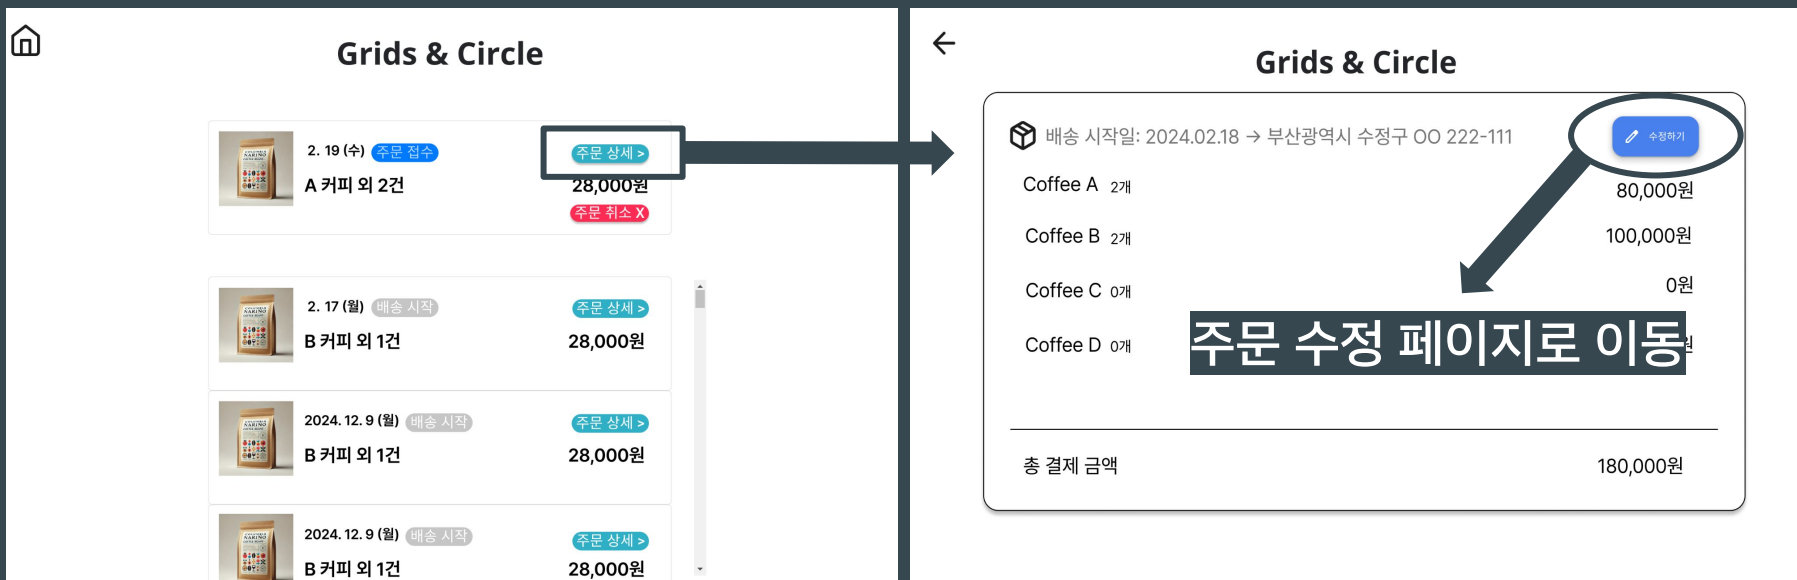 Grids & Circle
2. 19 (수) 주문 접수
주문 상세 >
A 커피 외 2건
28,000원
주문 취소 X
2. 17 (월) 배송 시작
주문 상세 >
B 커피 외 1건
28,000원
2024. 12. 9 (월) 배송 시작
주문 상세 >
B 커피 외 1건
28,000원
2024. 12. 9 (월) 배송 시작
주문 상세 >
B 커피 외 1건
28,000원
Grids & Circle
배송 시작일: 2024.02.18 → 부산광역시 수정구 OO 222-111
수정하기
Coffee A 2개
80,000원
Coffee B 2개
100,000원
Coffee C 0개
0원
Coffee D 0개
주문 수정 페이지로 이동
총 결제 금액
180,000원